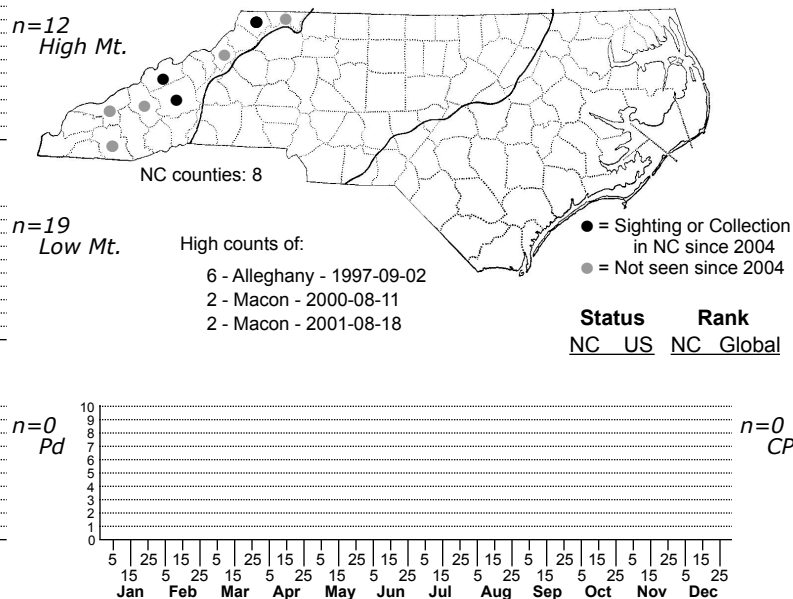 n=12
High Mt.
NC counties: 8
n=19
Low Mt.
High counts of:
6 - Alleghany - 1997-09-02
2 - Macon - 2000-08-11
2 - Macon - 2001-08-18
● = Sighting or Collection
in NC since 2004
● = Not seen since 2004
Status Rank
NC US NC Global
n=0
Pd
n=0
CP
10
9
8
7
6
5
4
3
2
1
0
5 25 15 5 25 15 5 25 15 5 25 15 5 25 15 5 25 15
15 5 25 15 5 25 15 5 25 15 5 25 15 5 25 15 5 25
Jan Feb Mar Apr May Jun Jul Aug Sep Oct Nov Dec